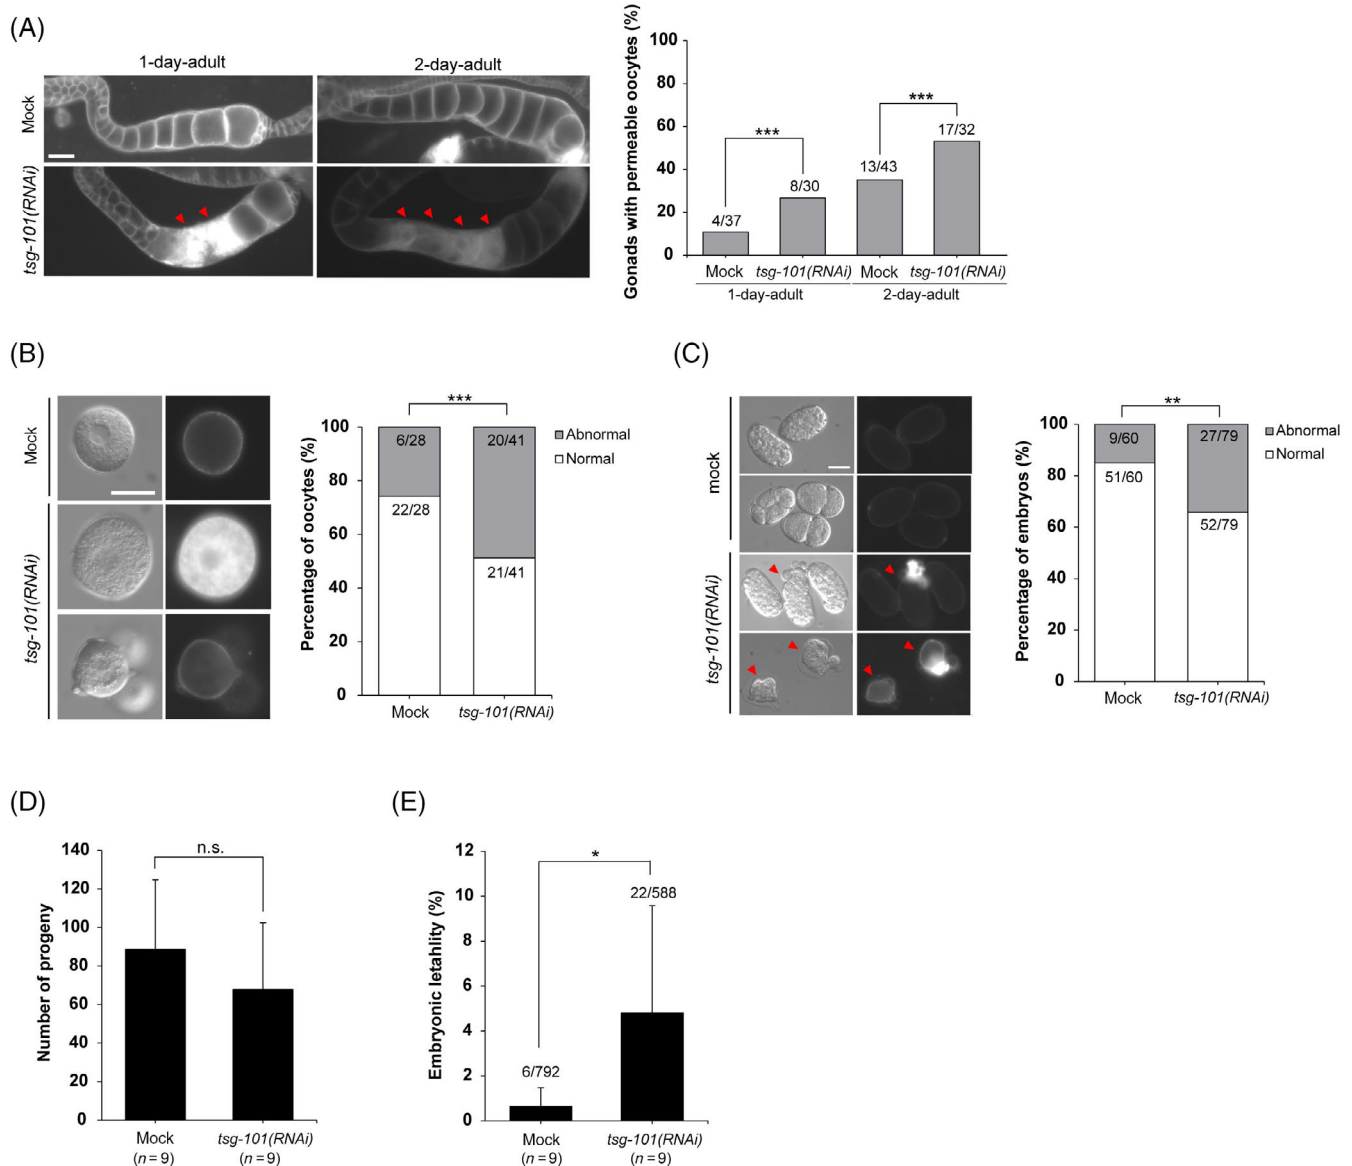 (A)
1-day-adult
2-day-adult
Mock
tsg-101(RNAi)
Gonads with permeable oocytes (%)
100
80
60
40
20
0
***
***
4/37
8/30
13/43
17/32
Mock
tsg-101(RNAi)
Mock
tsg-101(RNAi)
1-day-adult
2-day-adult
(B)
Mock
tsg-101(RNAi)
Percentage of oocytes (%)
100
80
60
40
20
0
***
6/28
20/41
22/28
21/41
Abnormal
Normal
Mock
tsg-101(RNAi)
(C)
mock
tsg-101(RNAi)
Percentage of embryos (%)
100
80
60
40
20
0
**
9/60
27/79
51/60
52/79
Abnormal
Normal
Mock
tsg-101(RNAi)
(D)
Number of progeny
140
120
100
80
60
40
20
0
n.s.
Mock
(n = 9)
tsg-101(RNAi)
(n = 9)
(E)
Embryonic letahlity (%)
12
10
8
6
4
2
0
*
6/792
22/588
Mock
(n = 9)
tsg-101(RNAi)
(n = 9)